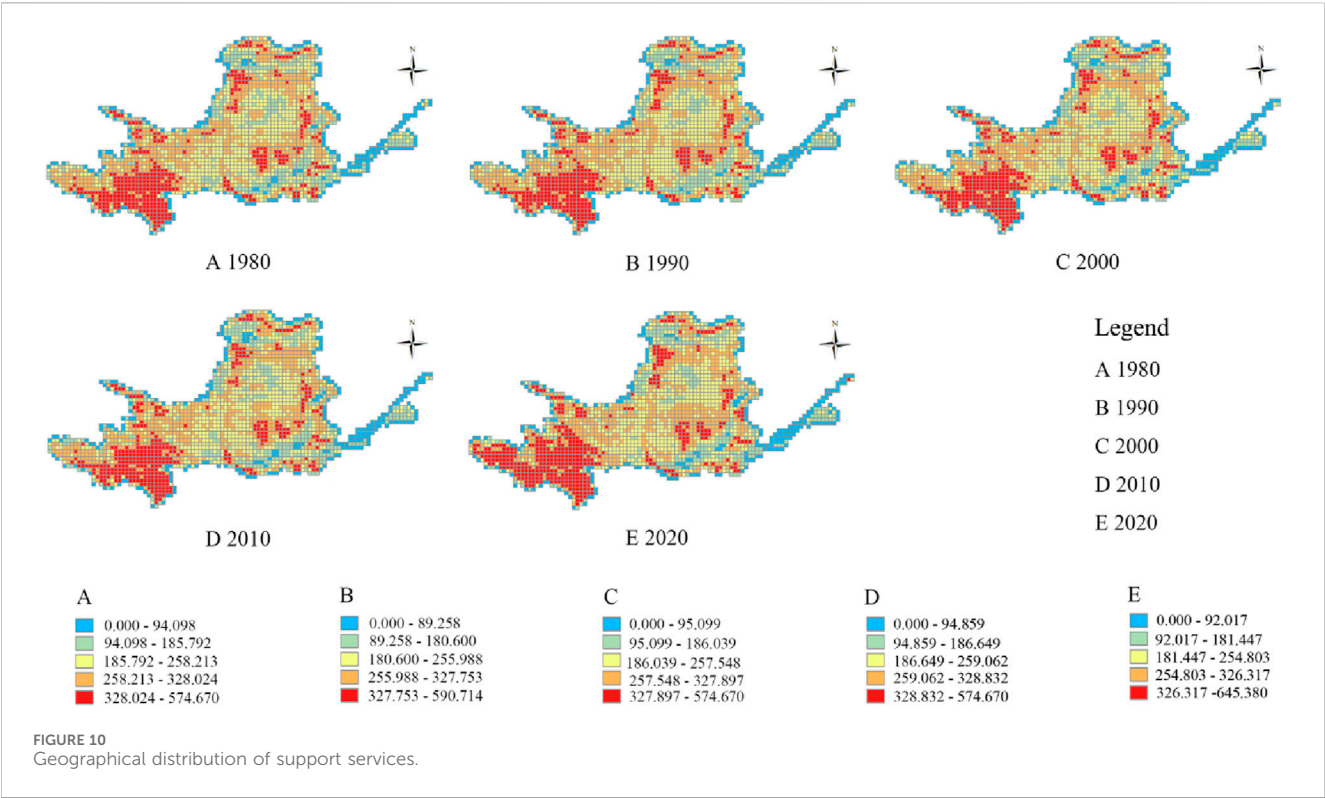 N
N
N
A 1980
B 1990
C 2000
N
N
Legend
A 1980
B 1990
C 2000
D 2010
E 2020
D 2010
E 2020
A
0.000 - 94.098
94.098 - 185.792
185.792 - 258.213
258.213 - 328.024
328.024 - 574.670
B
0.000 - 89.258
89.258 - 180.600
180.600 - 255.988
255.988 - 327.753
327.753 - 590.714
C
0.000 - 95.099
95.099 - 186.039
186.039 - 257.548
257.548 - 327.897
327.897 - 574.670
D
0.000 - 94.859
94.859 - 186.649
186.649 - 259.062
259.062 - 328.832
328.832 - 574.670
E
0.000 - 92.017
92.017 - 181.447
181.447 - 254.803
254.803 - 326.317
326.317 -645.380
FIGURE 10
Geographical distribution of support services.